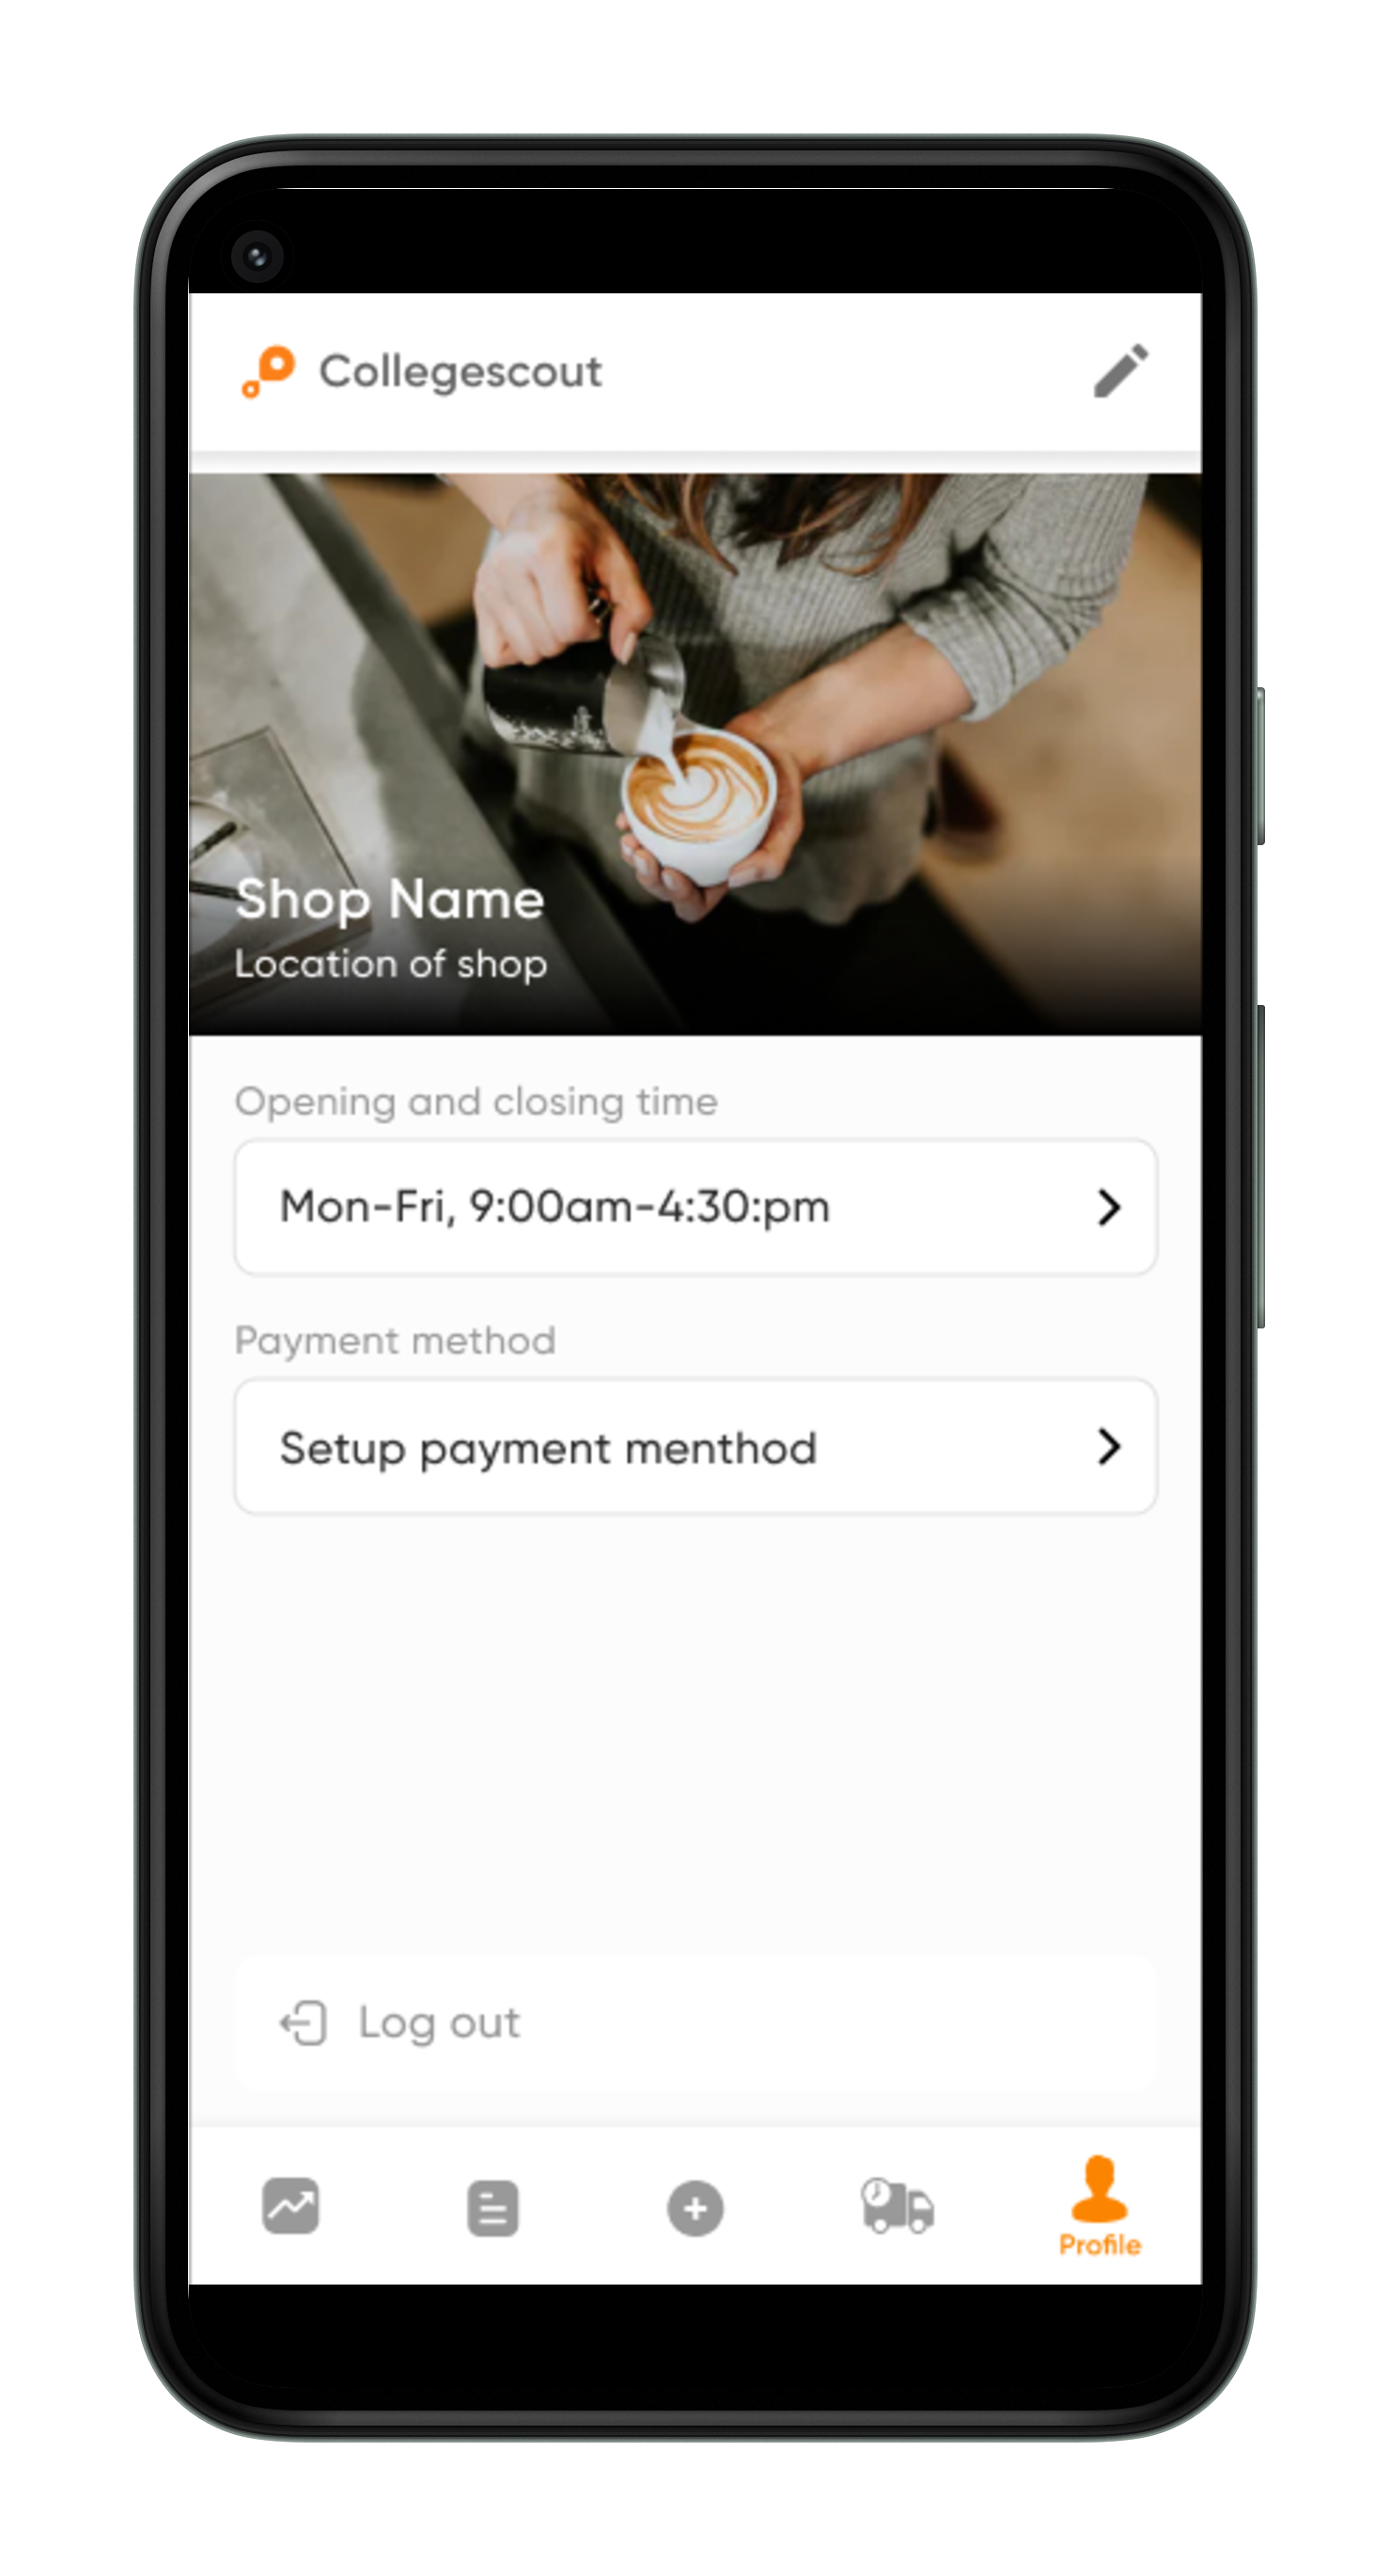 Collegescout
Shop Name
Location of shop
Opening and closing time
Mon-Fri, 9:00am-4:30:pm
Payment method
Setup payment menthod
Log out
Profile